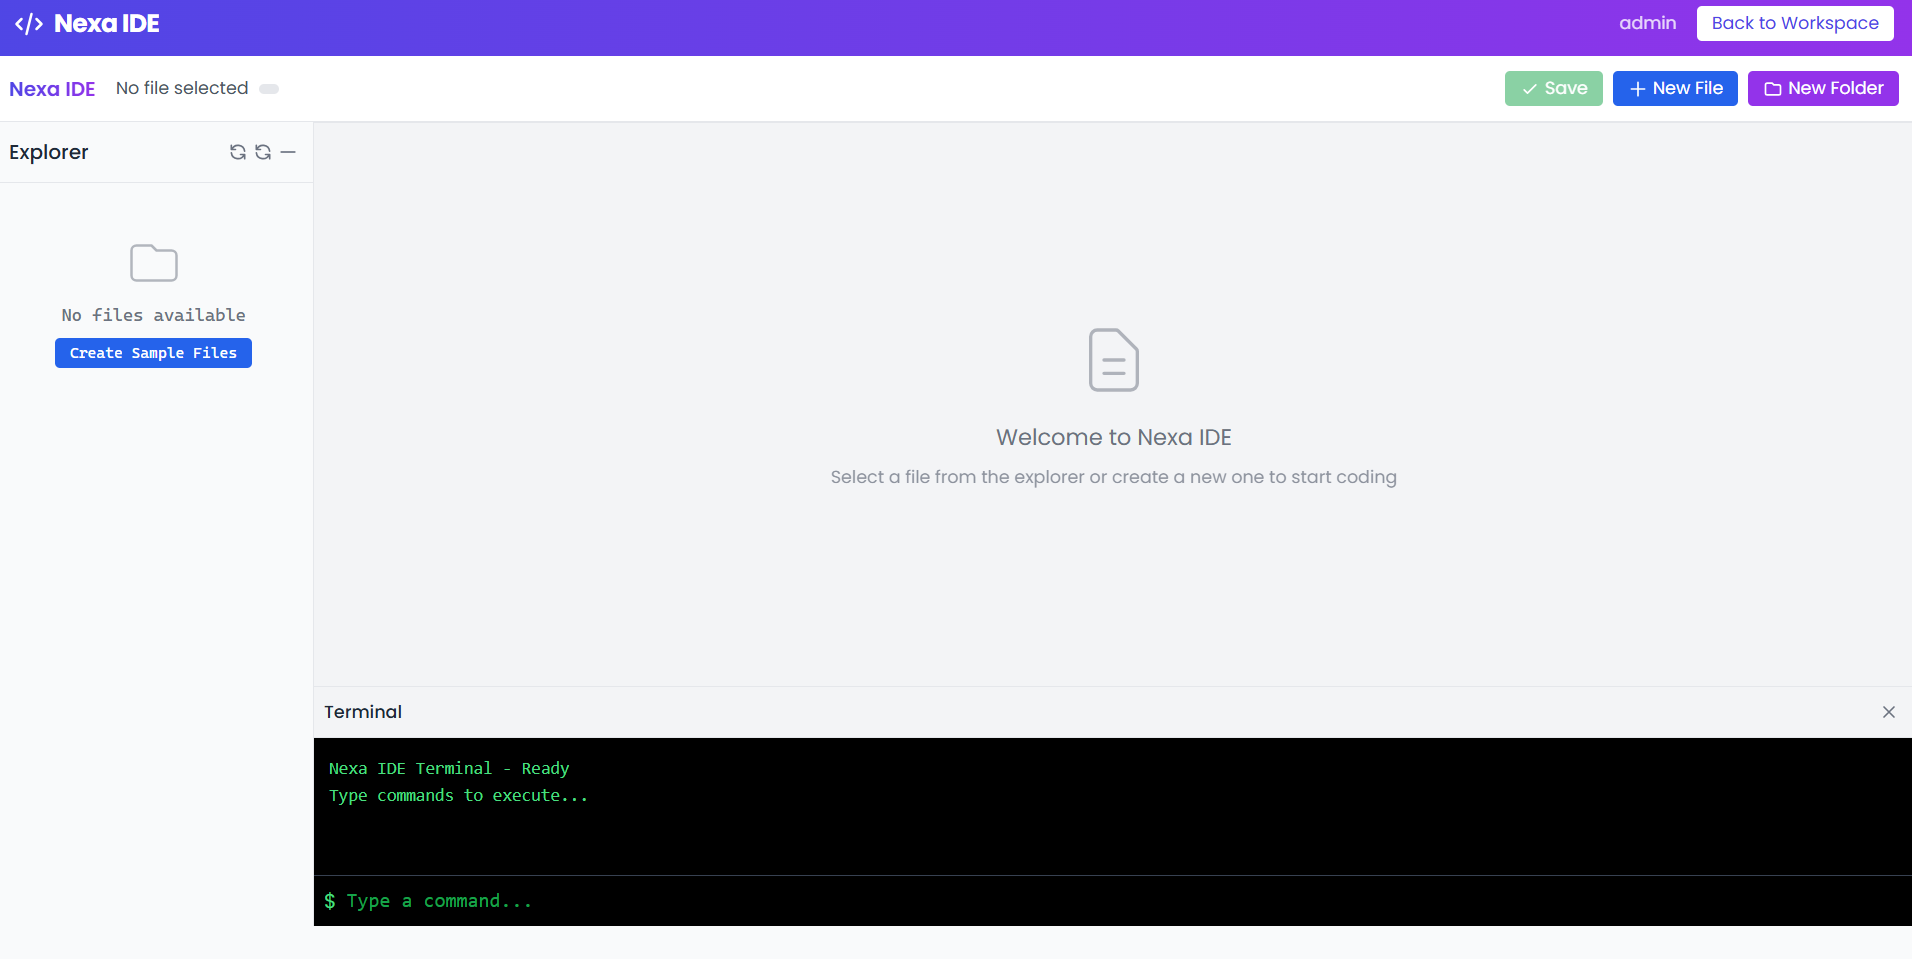 </> Nexa IDE
admin
Back to Workspace
Nexa IDE
No file selected
Save
New File
New Folder
Explorer
No files available
Create Sample Files
Welcome to Nexa IDE
Select a file from the explorer or create a new one to start coding
Terminal
Nexa IDE Terminal - Ready
Type commands to execute...
$ Type a command...